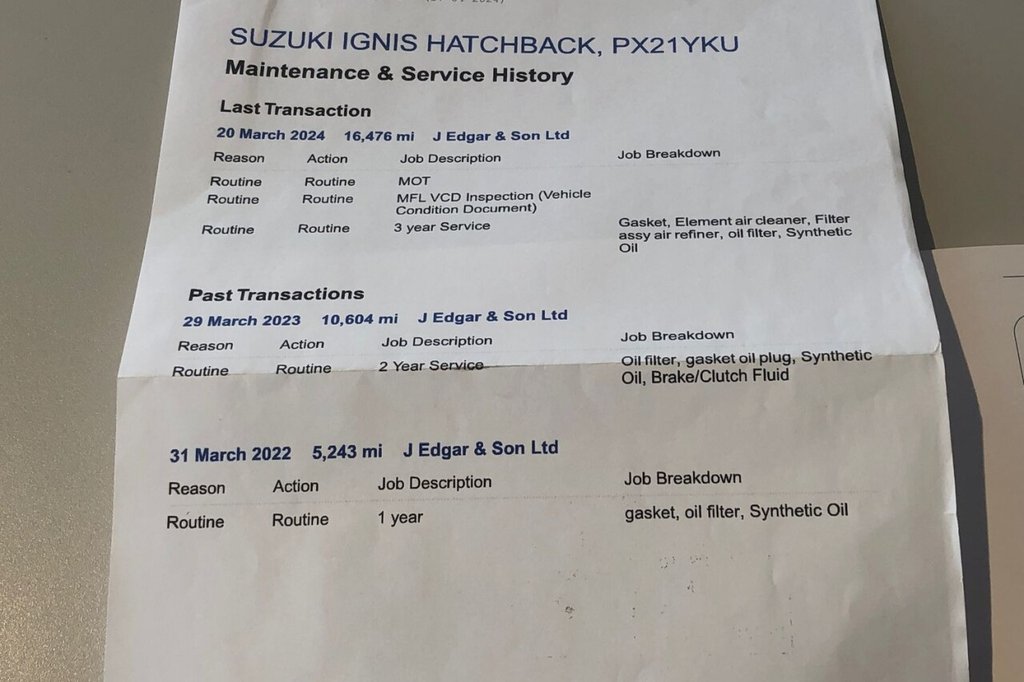 SUZUKI IGNIS HATCHBACK, PX21YKU
Maintenance & Service History
Last Transaction
20 March 2024 16,476 mi J Edgar & Son Ltd
Reason Action Job Description Job Breakdown
Routine Routine MOT
Routine Routine MFL VCD Inspection (Vehicle
Condition Document)
Routine Routine 3 year Service Gasket, Element air cleaner, Filter
assy air refiner, oil filter, Synthetic
Oil
Past Transactions
29 March 2023 10,604 mi J Edgar & Son Ltd
Reason Action Job Description Job Breakdown
Routine Routine 2 Year Service Oil filter, gasket oil plug, Synthetic
Oil, Brake/Clutch Fluid
31 March 2022 5,243 mi J Edgar & Son Ltd
Reason Action Job Description Job Breakdown
Routine Routine 1 year gasket, oil filter, Synthetic Oil